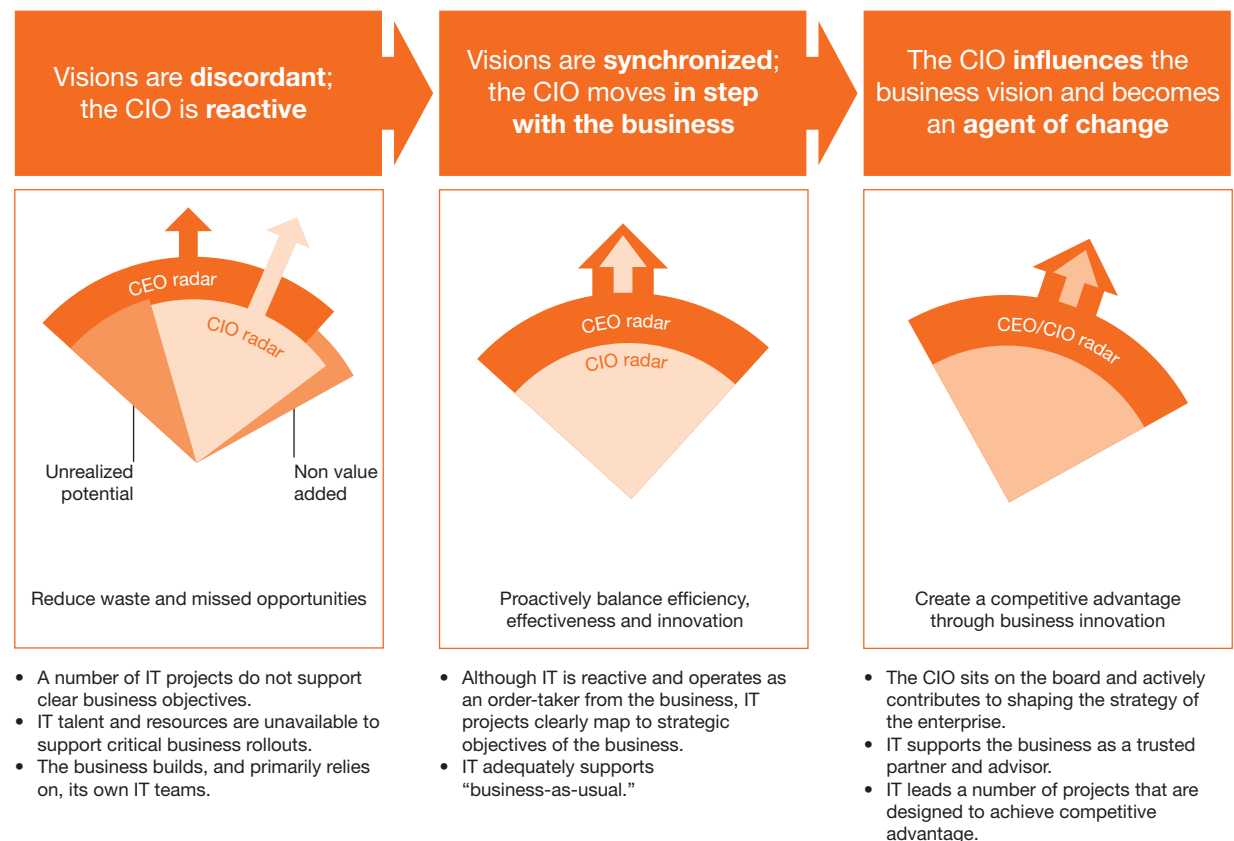 Visions are discordant;
the CIO is reactive
Visions are synchronized;
the CIO moves in step
with the business
The CIO influences the
business vision and becomes
an agent of change
CEO radar
CIO radar
Unrealized
potential
Non value
added
Reduce waste and missed opportunities
CEO radar
CIO radar
Proactively balance efficiency,
effectiveness and innovation
CEO/CIO radar
Create a competitive advantage
through business innovation
• A number of IT projects do not support
clear business objectives.
• IT talent and resources are unavailable to
support critical business rollouts.
• The business builds, and primarily relies
on, its own IT teams.
• Although IT is reactive and operates as
an order-taker from the business, IT
projects clearly map to strategic
objectives of the business.
• IT adequately supports
“business-as-usual.”
• The CIO sits on the board and actively
contributes to shaping the strategy of
the enterprise.
• IT supports the business as a trusted
partner and advisor.
• IT leads a number of projects that are
designed to achieve competitive
advantage.